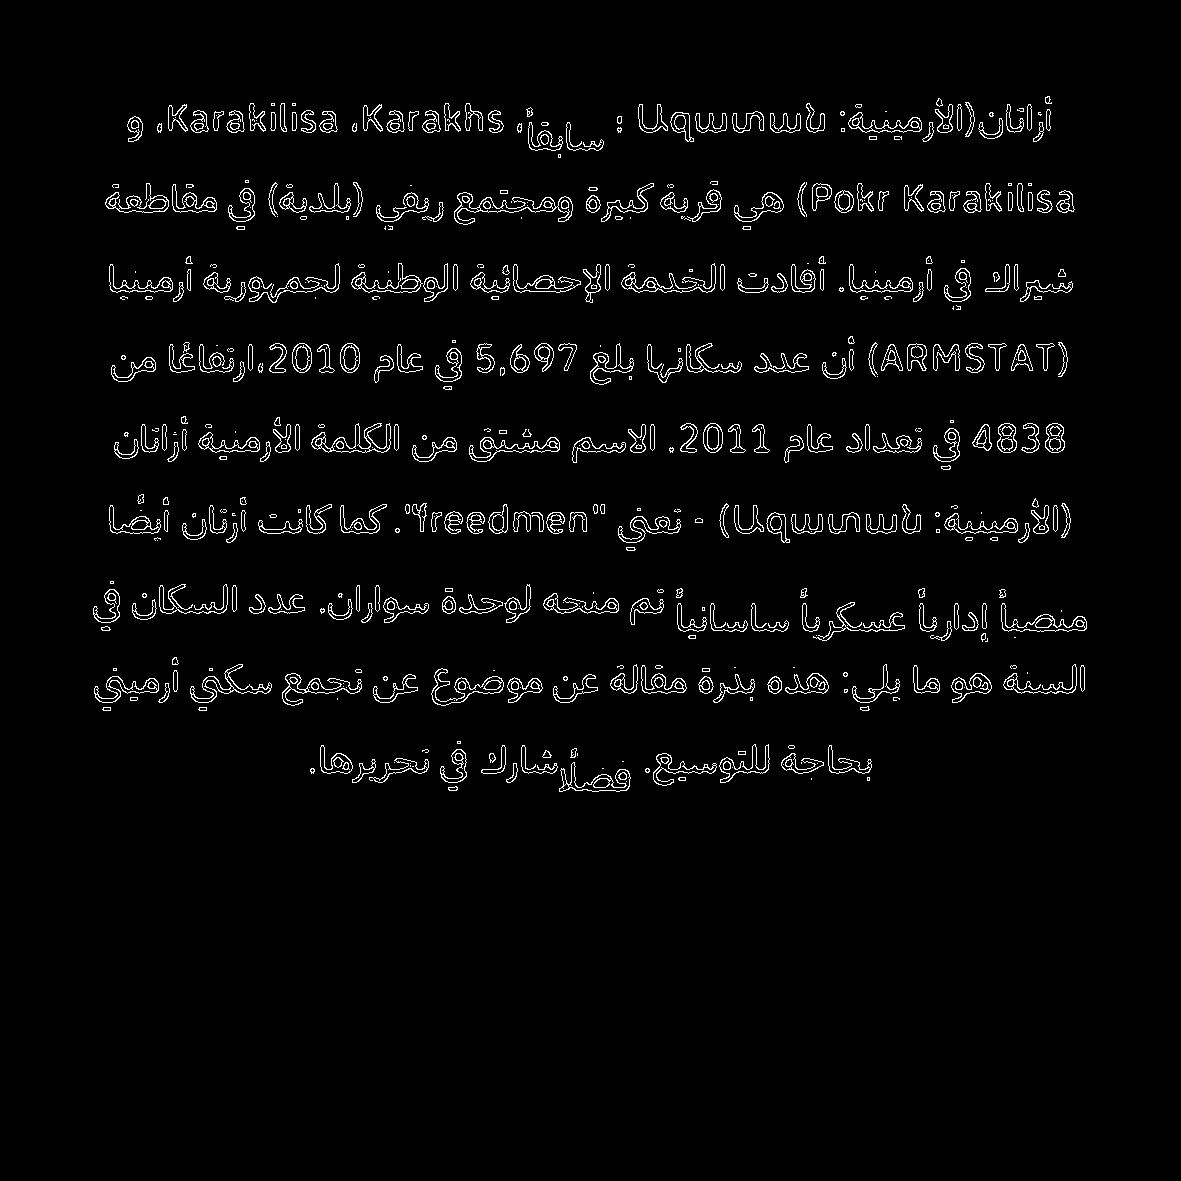 أزاتان(الأرمينية: Ազատան ؛ سابقاً، Karakilisa ،Karakhs، و
Pokr Karakilisa) هي قرية كبيرة ومجتمع ريفي (بلدية) في مقاطعة
شيراك في أرمينيا. أفادت الخدمة الإحصائية الوطنية لجمهورية أرمينيا
(ARMSTAT) أن عدد سكانها بلغ 5,697 في عام 2010،ارتفاعًا من
4838 في تعداد عام 2011. الاسم مشتق من الكلمة الأرمنية أزاتان
(الأرمينية: Ազատան) - تعني "freedmen". كما كانت أزتان أيضًا
منصباً إدارياً عسكرياً ساسانياً تم منحه لوحدة سواران. عدد السكان في
السنة هو ما يلي: هذه بذرة مقالة عن موضوع عن تجمع سكني أرميني
بحاجة للتوسيع. فضلًا شارك في تحريرها.